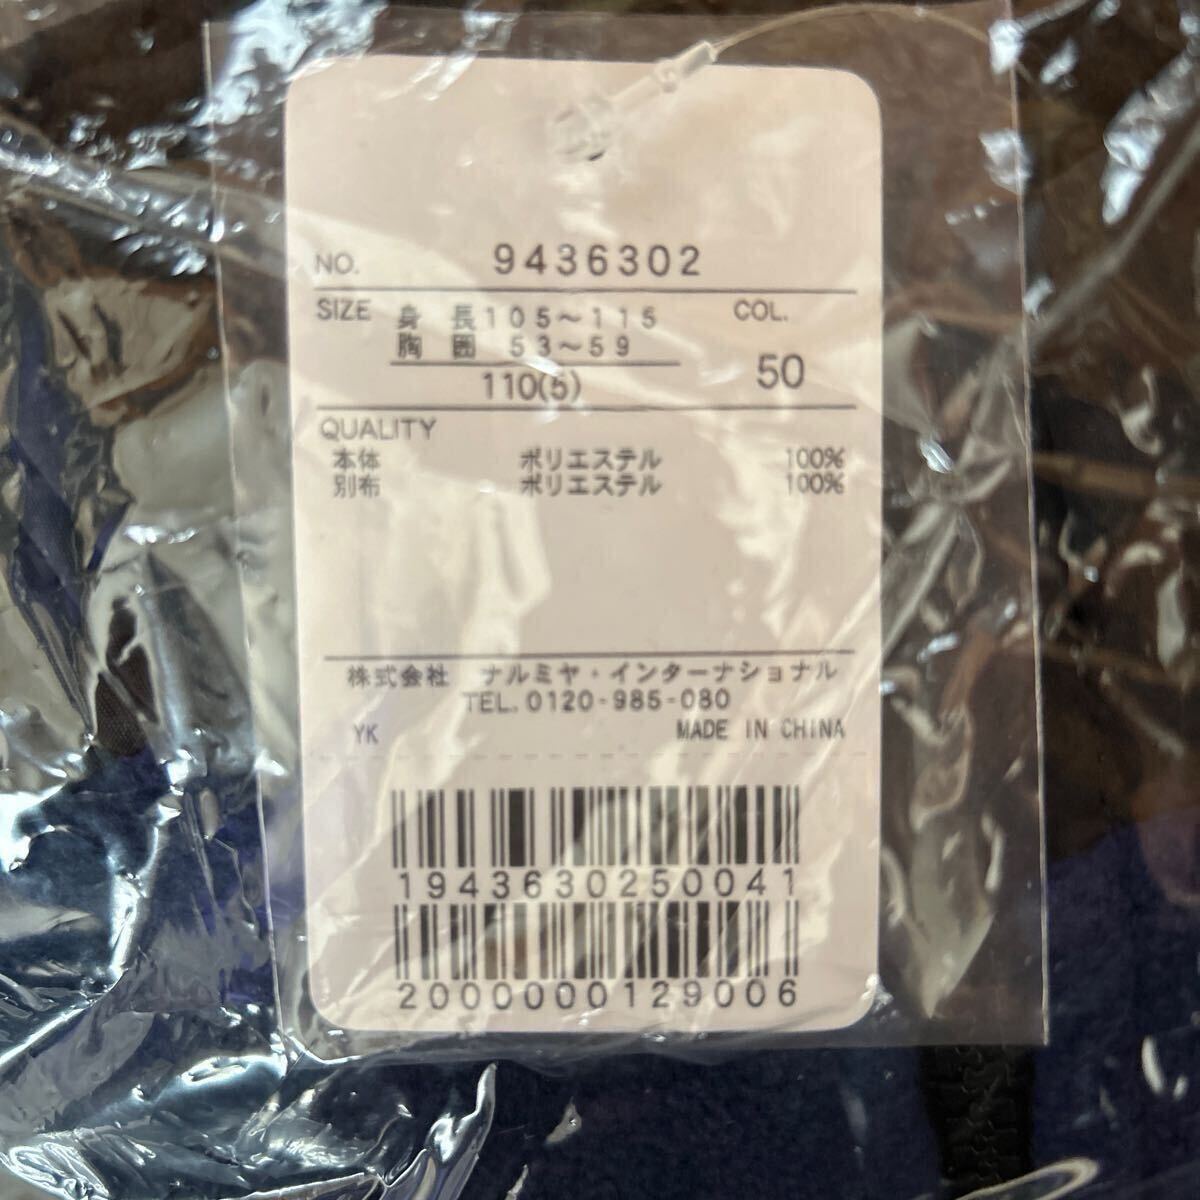 NO. 9436302
SIZE 身長105～115 COL.
胸囲 53～59
110(5) 50
QUALITY
本体 ポリエステル 100%
別布 ポリエステル 100%
株式会社 ナルミヤ・インターナショナル
TEL.0120-985-080
YK MADE IN CHINA
1943630250041
2000000129006